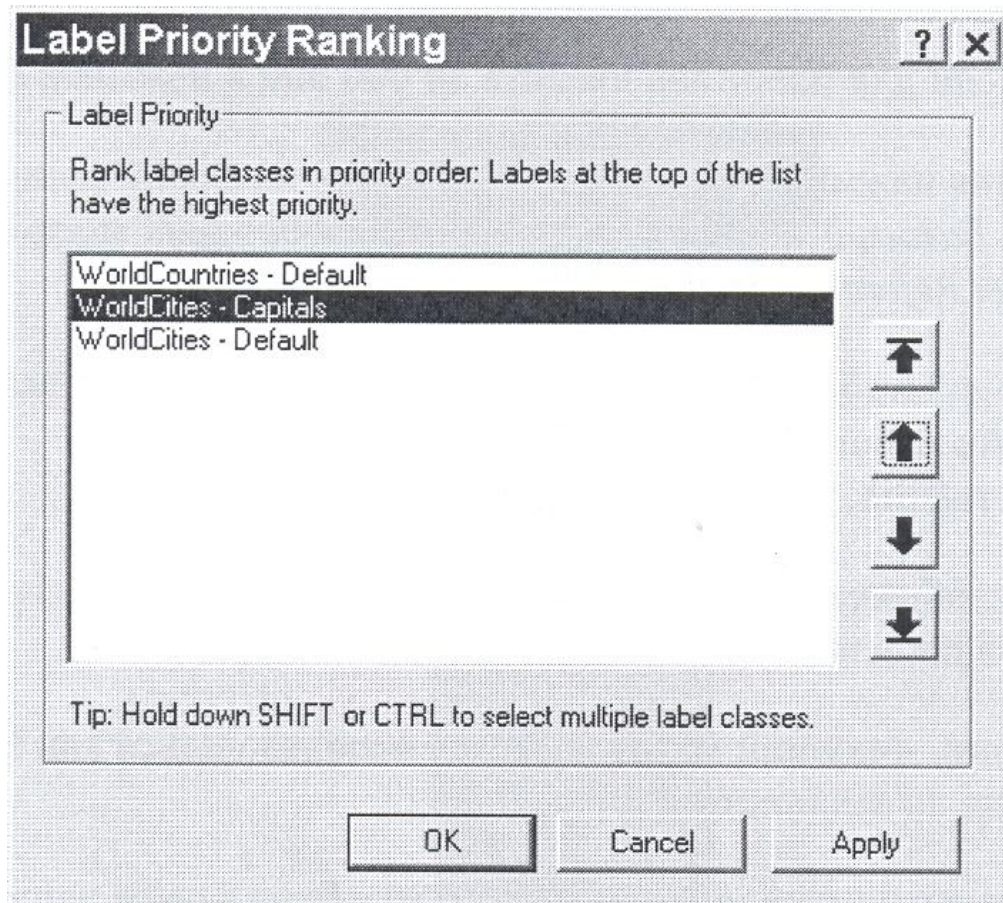 Label Priority Ranking
Label Priority
Rank label classes in priority order: Labels at the top of the list
have the highest priority.
WorldCountries - Default
WorldCities - Capitals
WorldCities - Default
Tip: Hold down SHIFT or CTRL to select multiple label classes.
OK
Cancel
Apply